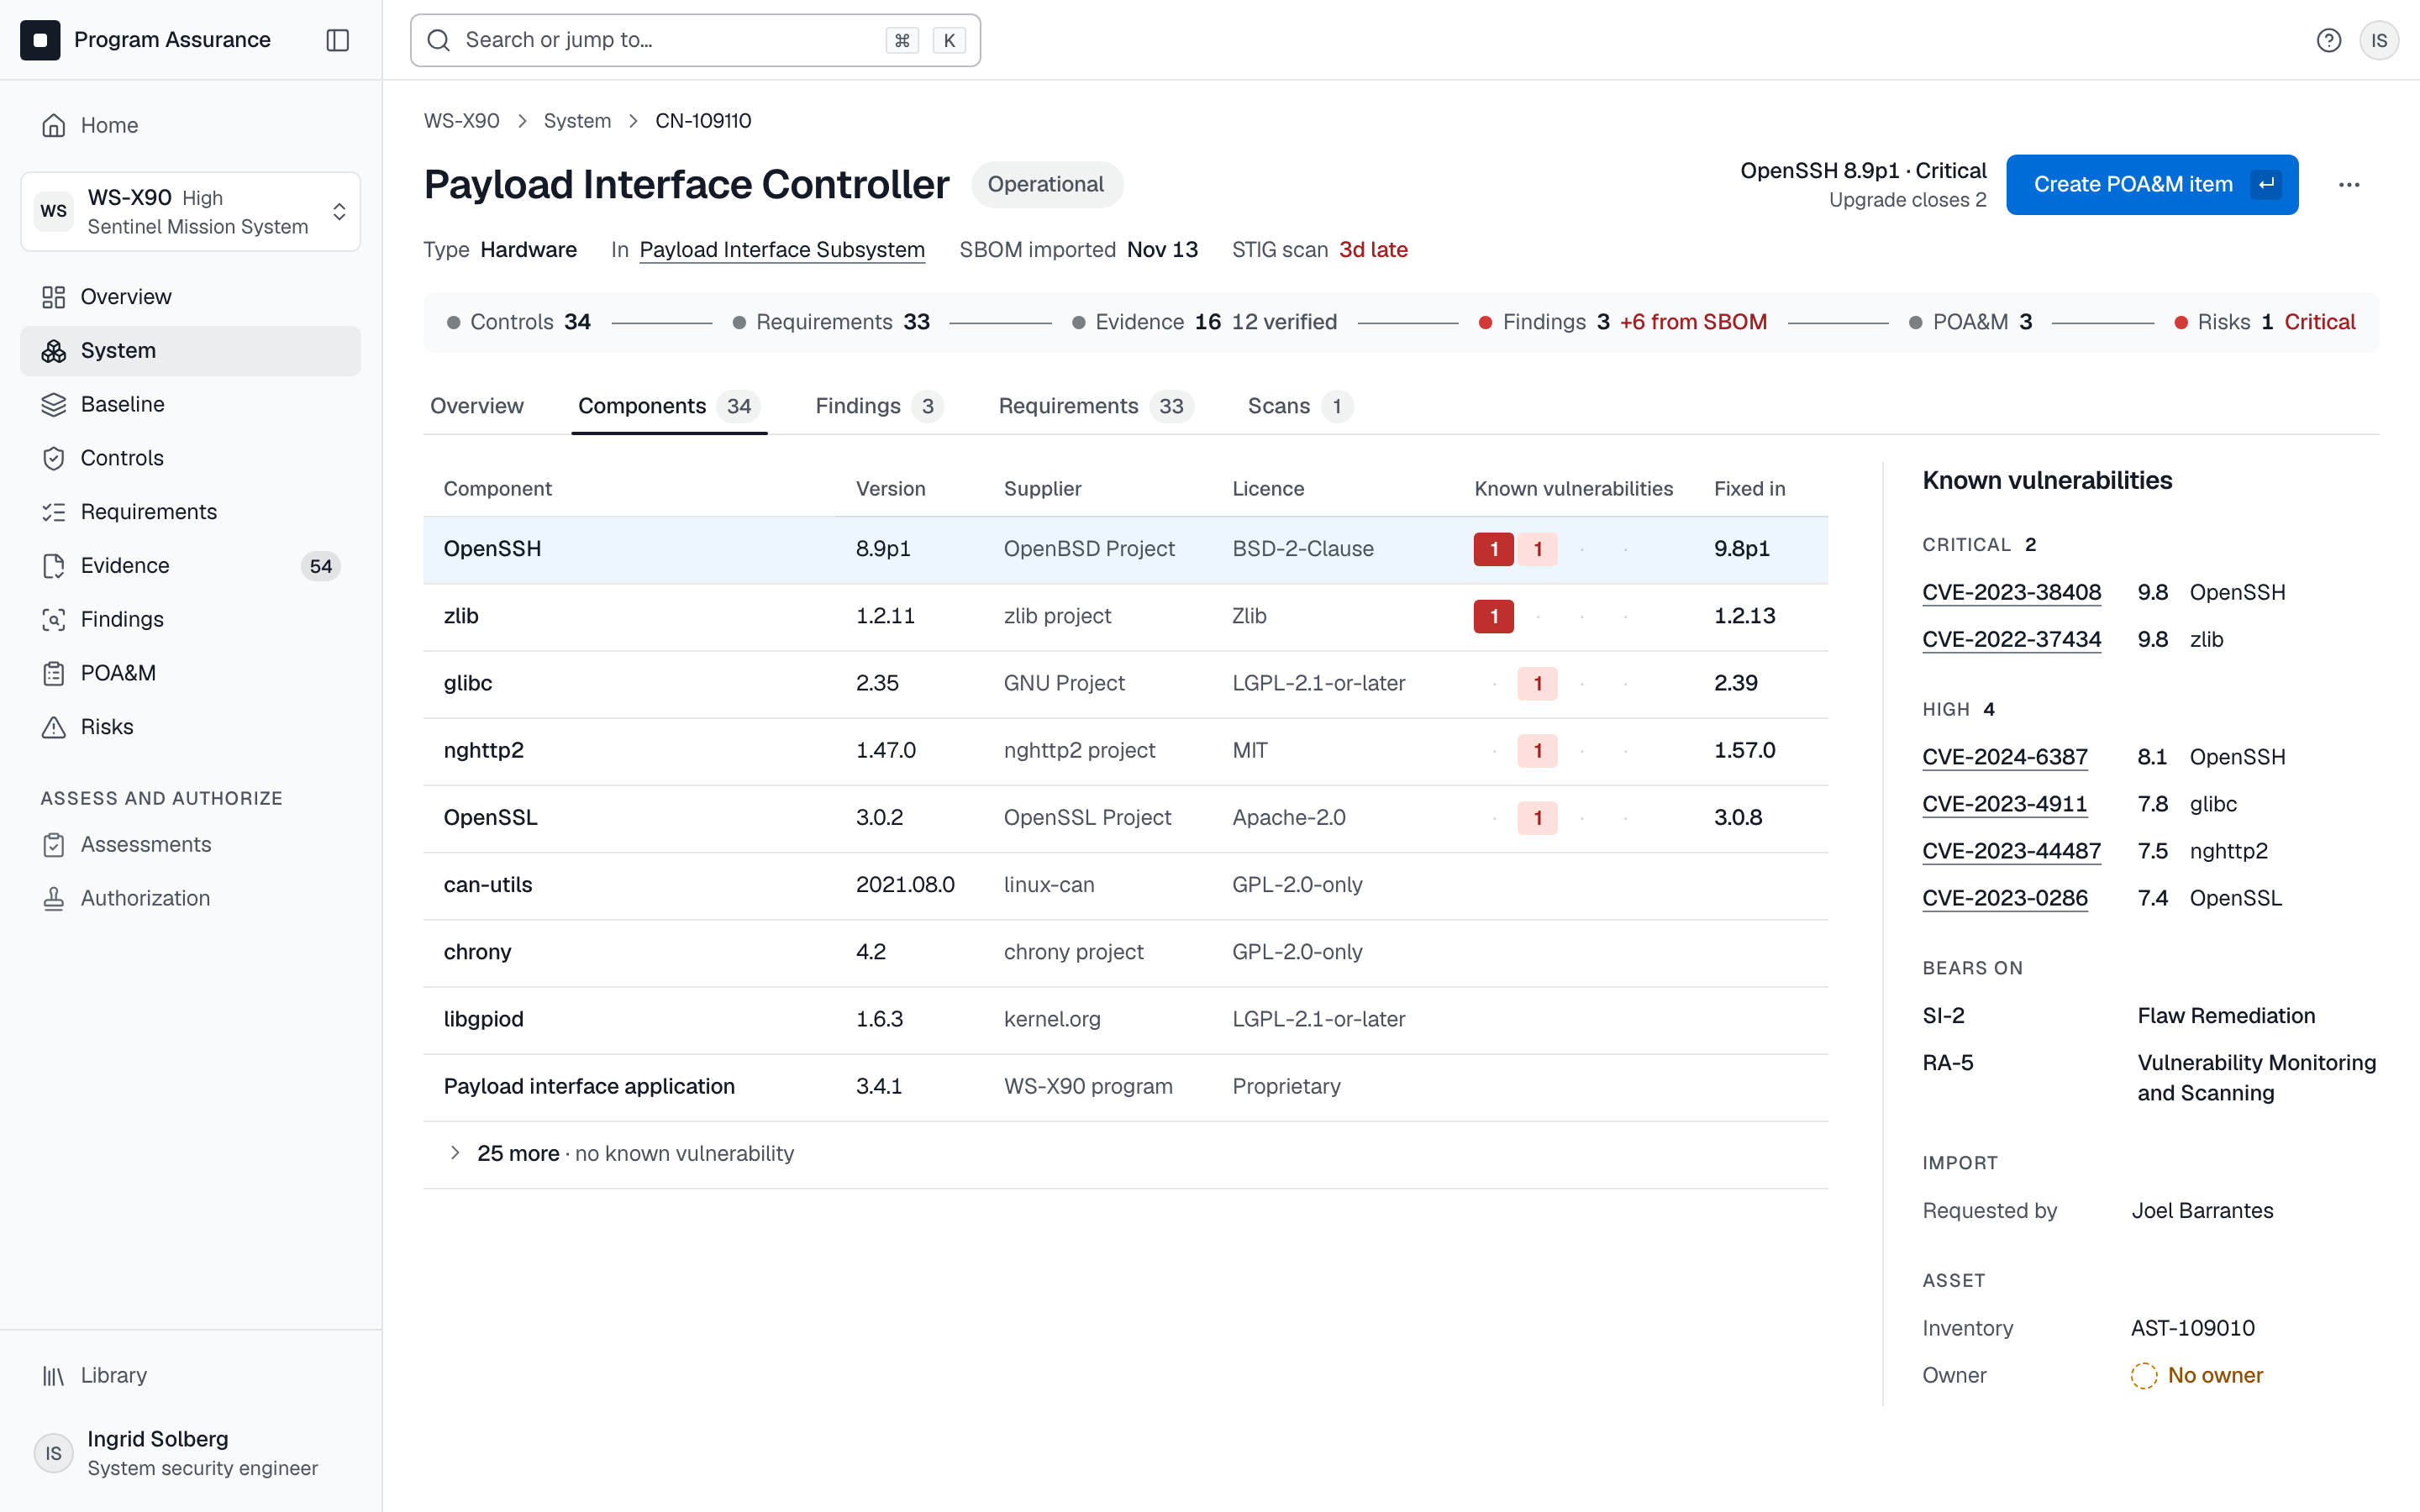 Program Assurance
Search or jump to...
⌘ K
IS
Home
WS
WS-X90 High
Sentinel Mission System
Overview
System
Baseline
Controls
Requirements
Evidence 54
Findings
POA&M
Risks
ASSESS AND AUTHORIZE
Assessments
Authorization
Library
IS
Ingrid Solberg
System security engineer
WS-X90 > System > CN-109110
Payload Interface Controller Operational
OpenSSH 8.9p1 · Critical
Upgrade closes 2
Create POA&M item
Type Hardware In Payload Interface Subsystem SBOM imported Nov 13 STIG scan 3d late
Controls 34 Requirements 33 Evidence 16 12 verified Findings 3 +6 from SBOM POA&M 3 Risks 1 Critical
Overview Components 34 Findings 3 Requirements 33 Scans 1
Component Version Supplier Licence Known vulnerabilities Fixed in
OpenSSH 8.9p1 OpenBSD Project BSD-2-Clause 1 1 · · 9.8p1
zlib 1.2.11 zlib project Zlib 1 · · · 1.2.13
glibc 2.35 GNU Project LGPL-2.1-or-later · 1 · · 2.39
nghttp2 1.47.0 nghttp2 project MIT · 1 · · 1.57.0
OpenSSL 3.0.2 OpenSSL Project Apache-2.0 · 1 · · 3.0.8
can-utils 2021.08.0 linux-can GPL-2.0-only
chrony 4.2 chrony project GPL-2.0-only
libgpiod 1.6.3 kernel.org LGPL-2.1-or-later
Payload interface application 3.4.1 WS-X90 program Proprietary
25 more · no known vulnerability
Known vulnerabilities
CRITICAL 2
CVE-2023-38408 9.8 OpenSSH
CVE-2022-37434 9.8 zlib
HIGH 4
CVE-2024-6387 8.1 OpenSSH
CVE-2023-4911 7.8 glibc
CVE-2023-44487 7.5 nghttp2
CVE-2023-0286 7.4 OpenSSL
BEARS ON
SI-2 Flaw Remediation
RA-5 Vulnerability Monitoring
and Scanning
IMPORT
Requested by Joel Barrantes
ASSET
Inventory AST-109010
Owner No owner